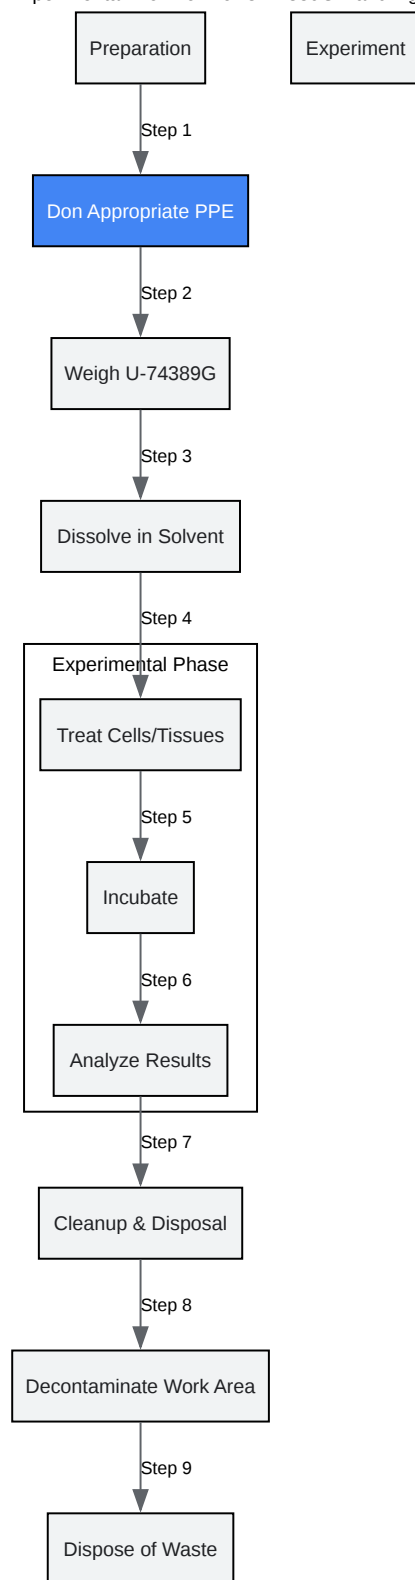 Preparation
Experiment
Step 1
Don Appropriate PPE
Step 2
Weigh U-74389G
Step 3
Dissolve in Solvent
Step 4
Experimental Phase
Treat Cells/Tissues
Step 5
Incubate
Step 6
Analyze Results
Step 7
Cleanup & Disposal
Step 8
Decontaminate Work Area
Step 9
Dispose of Waste